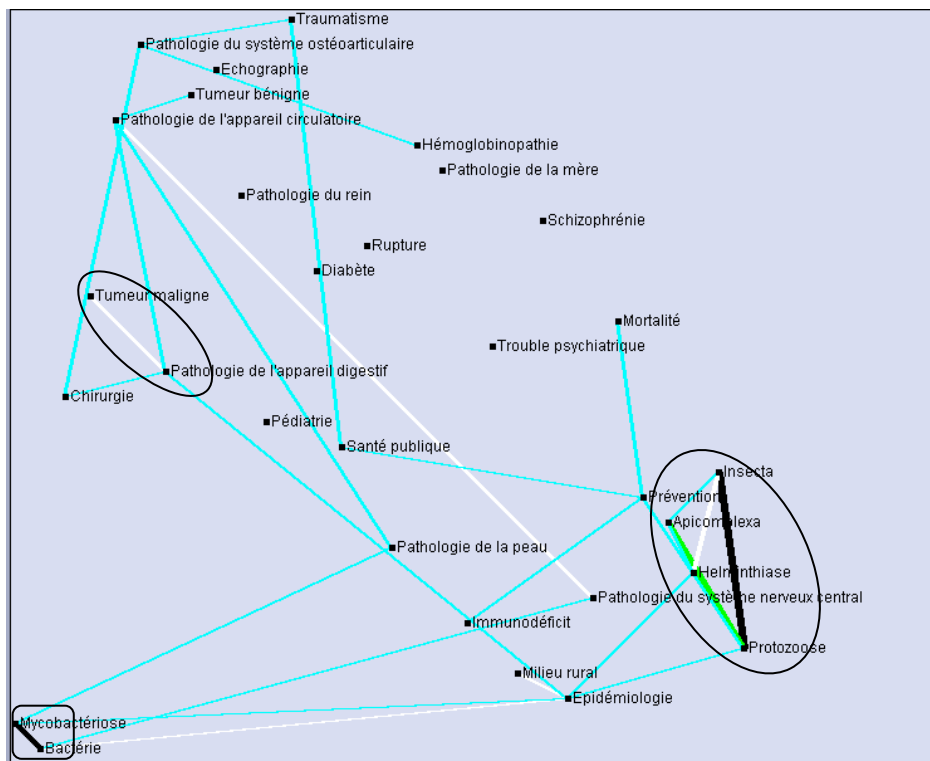 Traumatisme
Pathologie du système ostéoarticulaire
Echographie
Tumeur bénigne
Pathologie de l'appareil circulatoire
Hémoglobinopathie
Pathologie de la mère
Pathologie du rein
Schizophrénie
Rupture
Diabète
Tumeur maligne
Mortalité
Trouble psychiatrique
Pathologie de l'appareil digestif
Chirurgie
Pédiatrie
Santé publique
Insecta
Prévention
Apicomplexa
Pathologie de la peau
Helminthiase
Pathologie du système nerveux central
Immunodéficit
Protozoose
Milieu rural
Epidémiologie
Mycobactériose
Bactérie